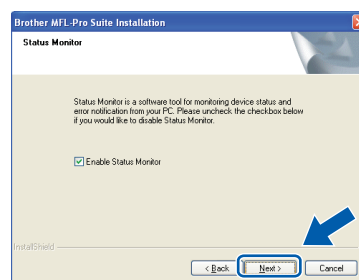 Brother MFL-Pro Suite Installation
Status Monitor
Status Monitor is a software tool for monitoring device status and
error notification from your PC. Please uncheck the checkbox below
if you would like to disable Status Monitor.
Enable Status Monitor
InstallShield
< Back
Next >
Cancel